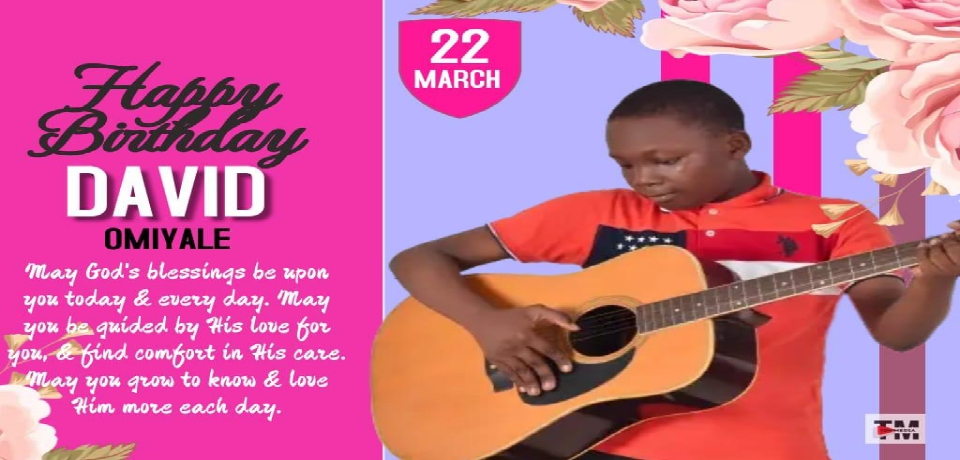 Happy
Birthday
DAVID
OMIYALE
May God's blessings be upon
you today & every day. May
you be guided by His love for
you, & find comfort in His care.
May you grow to know & love
Him more each day.
22
MARCH
TM